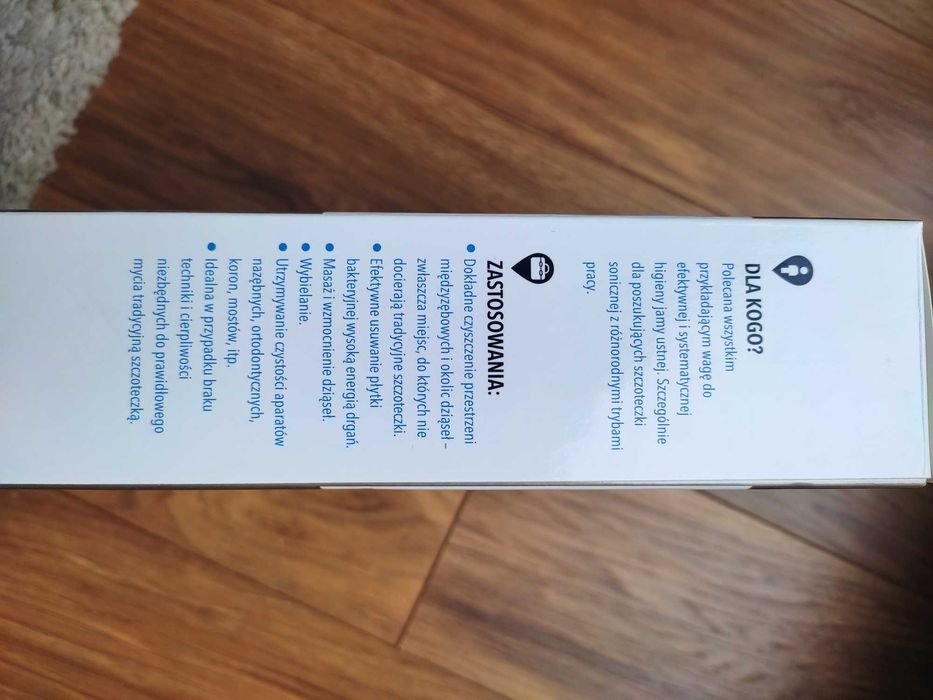 DLA KOGO?
Polecana wszystkim
przykładającym wagę do
efektywnej i systematycznej
higieny jamy ustnej. Szczególnie
dla poszukujących szczoteczki
sonicznej z różnorodnymi trybami
pracy.
ZASTOSOWANIA:
• Dokładne czyszczenie przestrzeni
międzyzębowych i okolic dziąseł –
zwłaszcza miejsc, do których nie
docierają tradycyjne szczoteczki.
• Efektywne usuwanie płytki
bakteryjnej wysoką energią drgań.
• Masaż i wzmocnienie dziąseł.
• Wybielanie.
• Utrzymywanie czystości aparatów
nazębnych, ortodontycznych,
koron, mostów, itp.
• Idealna w przypadku braku
techniki i cierpliwości
niezbędnych do prawidłowego
mycia tradycyjną szczoteczką.